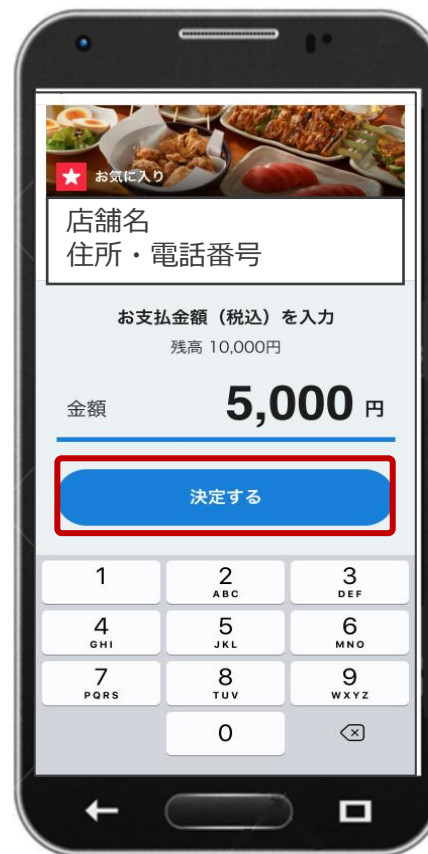 お気に入り
店舗名
住所・電話番号
お支払金額（税込）を入力
残高 10,000円
金額 5,000 円
決定する
1 2 3
ABC DEF
4 5 6
GHI JKL MNO
7 8 9
PQRS TUV WXYZ
0